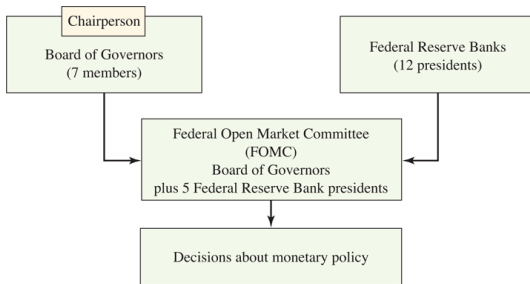 Chairperson
Board of Governors
(7 members)
Federal Reserve Banks
(12 presidents)
Federal Open Market Committee
(FOMC)
Board of Governors
plus 5 Federal Reserve Bank presidents
Decisions about monetary policy